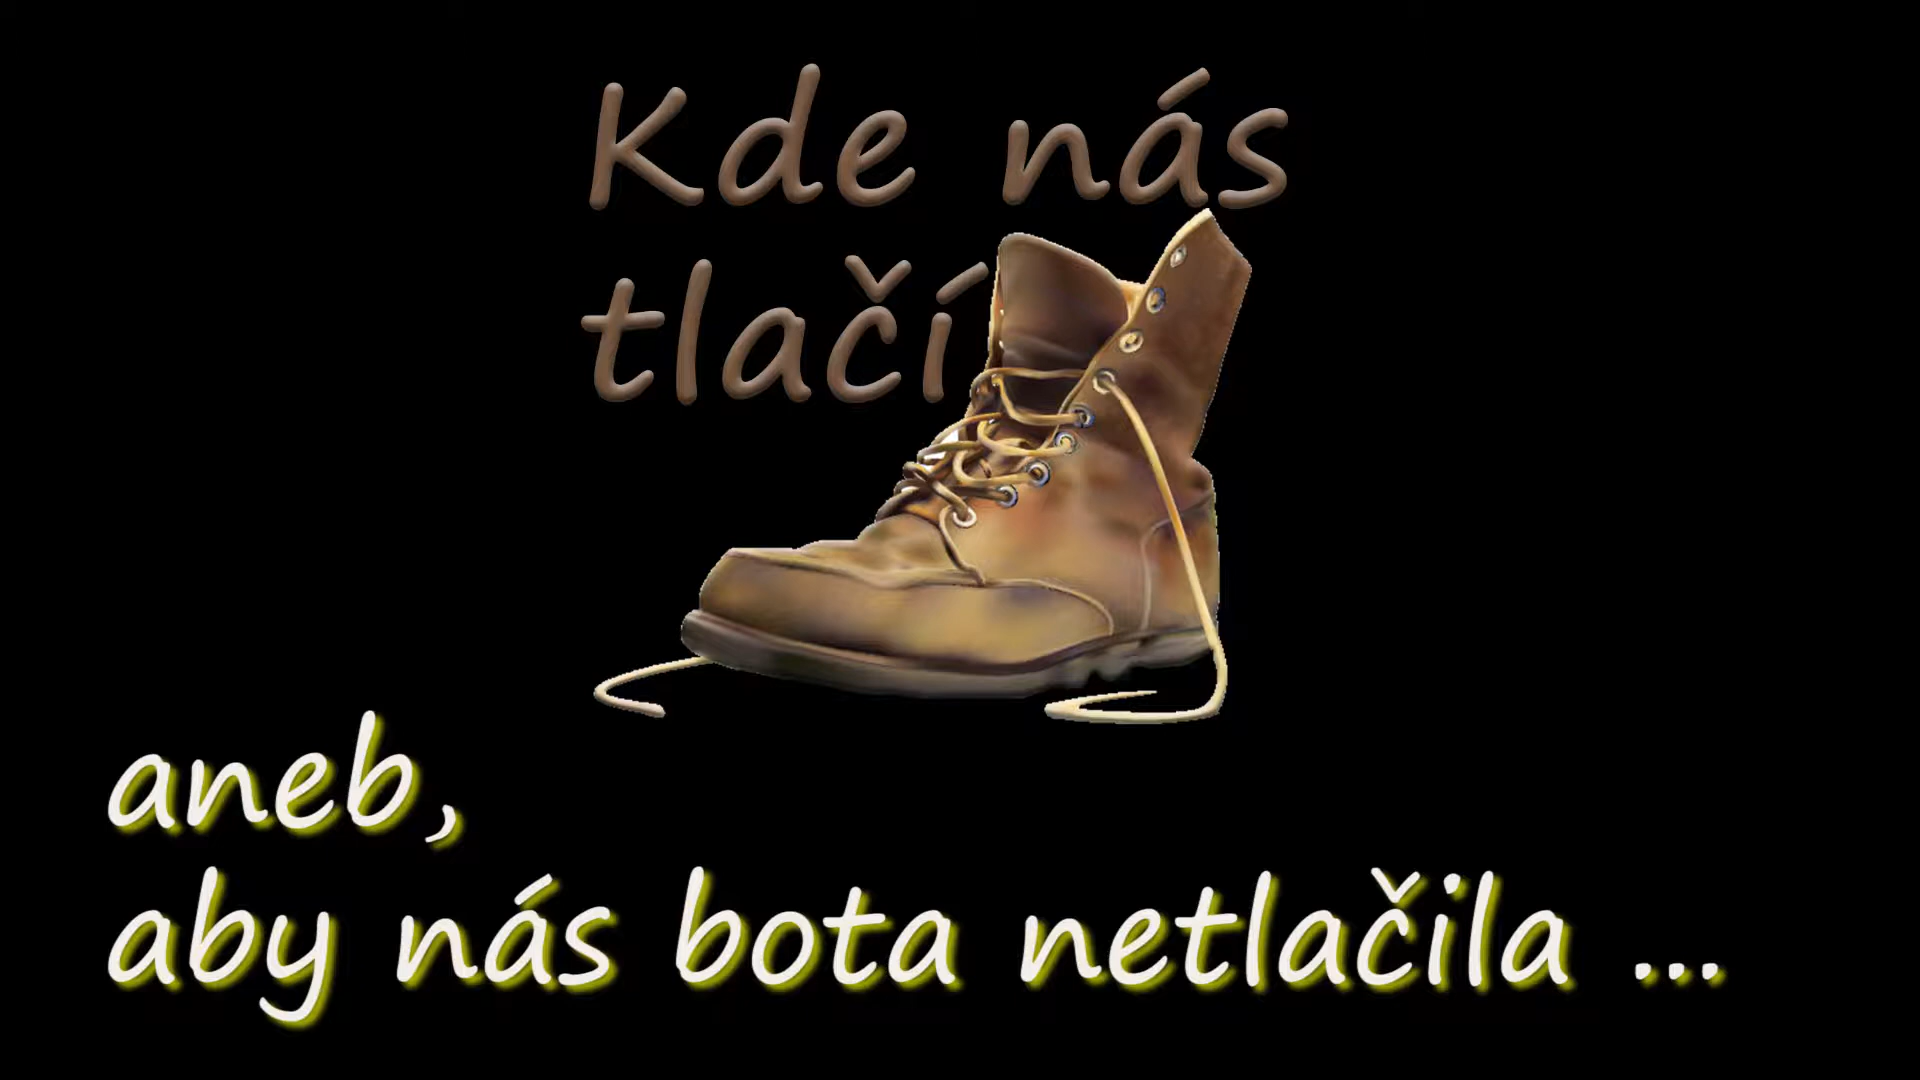 Kde nás
tlačí
aneb,
aby nás bota netlačila ...